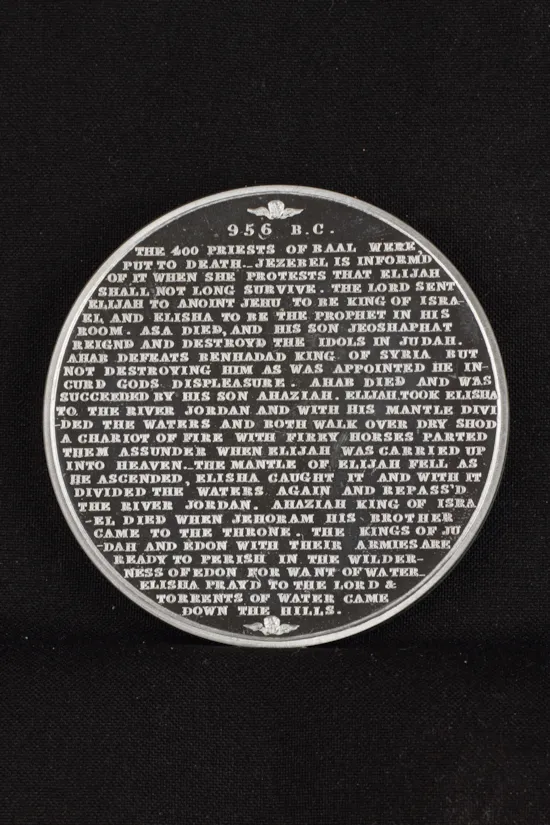 956 B.C.
THE 400 PRIESTS OF BAAL WERE
PUT TO DEATH_ JEZEBEL IS INFORMD
OF IT WHEN SHE PROTESTS THAT ELIJAH
SHALL NOT LONG SURVIVE. THE LORD SENT
ELIJAH TO ANOINT JEHU TO BE KING OF ISRA-
EL AND ELISHA TO BE THE PROPHET IN HIS
ROOM. ASA DIED, AND HIS SON JEOSHAPHAT
REIGND AND DESTROYD THE IDOLS IN JUDAH.
AHAB DEFEATS BENHADAD KING OF SYRIA BUT
NOT DESTROYING HIM AS WAS APPOINTED HE IN-
CURD GODS DISPLEASURE. AHAB DIED AND WAS
SUCCEEDED BY HIS SON AHAZIAH. ELIJAH TOOK ELISHA
TO THE RIVER JORDAN AND WITH HIS MANTLE DIVI
-DED THE WATERS AND BOTH WALK OVER DRY SHOD
A CHARIOT OF FIRE WITH FIREY HORSES PARTED
THEM ASSUNDER WHEN ELIJAH WAS CARRIED UP
INTO HEAVEN_ THE MANTLE OF ELIJAH FELL AS
HE ASCENDED, ELISHA CAUGHT IT AND WITH IT
DIVIDED THE WATERS AGAIN AND REPASS'D
THE RIVER JORDAN. AHAZIAH KING OF ISRA
-EL DIED WHEN JEHORAM HIS BROTHER
CAME TO THE THRONE. THE KINGS OF JU
-DAH AND EDON WITH THEIR ARMIES ARE
READY TO PERISH IN THE WILDER-
NESS OF EDON FOR WANT OF WATER_
ELISHA PRAYD TO THE LORD &
TORRENTS OF WATER CAME
DOWN THE HILLS.